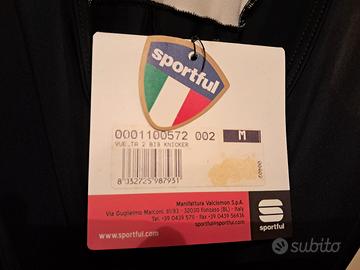 sportful
0001100572 002 M
VUELTA 2 BIB KNICKER
8 032725 987931
Manifattura Valcismon S.p.A.
Via Guglielmo Marconi, 81/83 - 32030 Fonzaso (BL) - Italy
www.sportful.com
sportful
subito